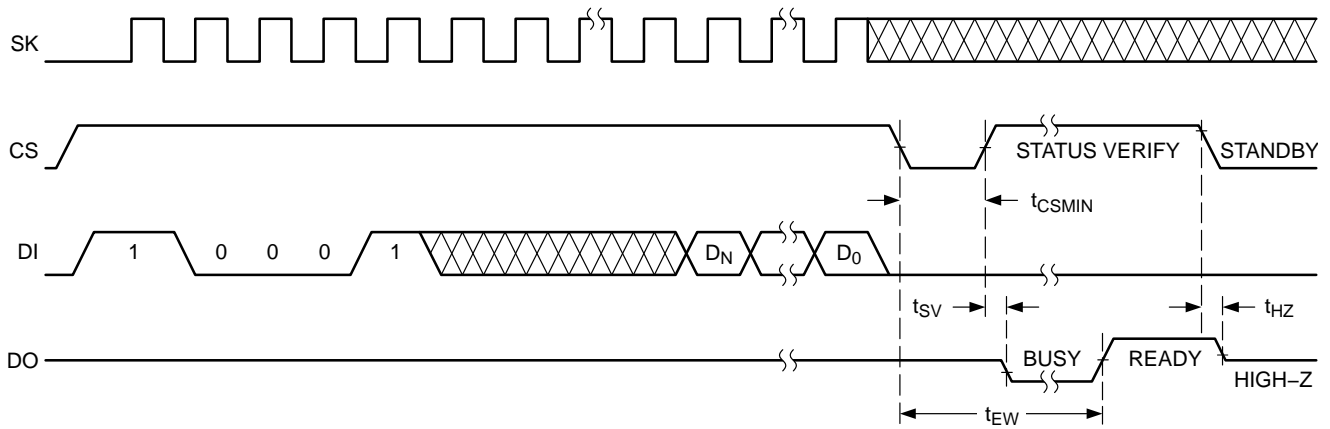 SK
CS
STATUS VERIFY
STANDBY
tCSMIN
DI
1 0 0 0 1 DN D0
tSV
tHZ
DO
BUSY
READY
HIGH–Z
tEW